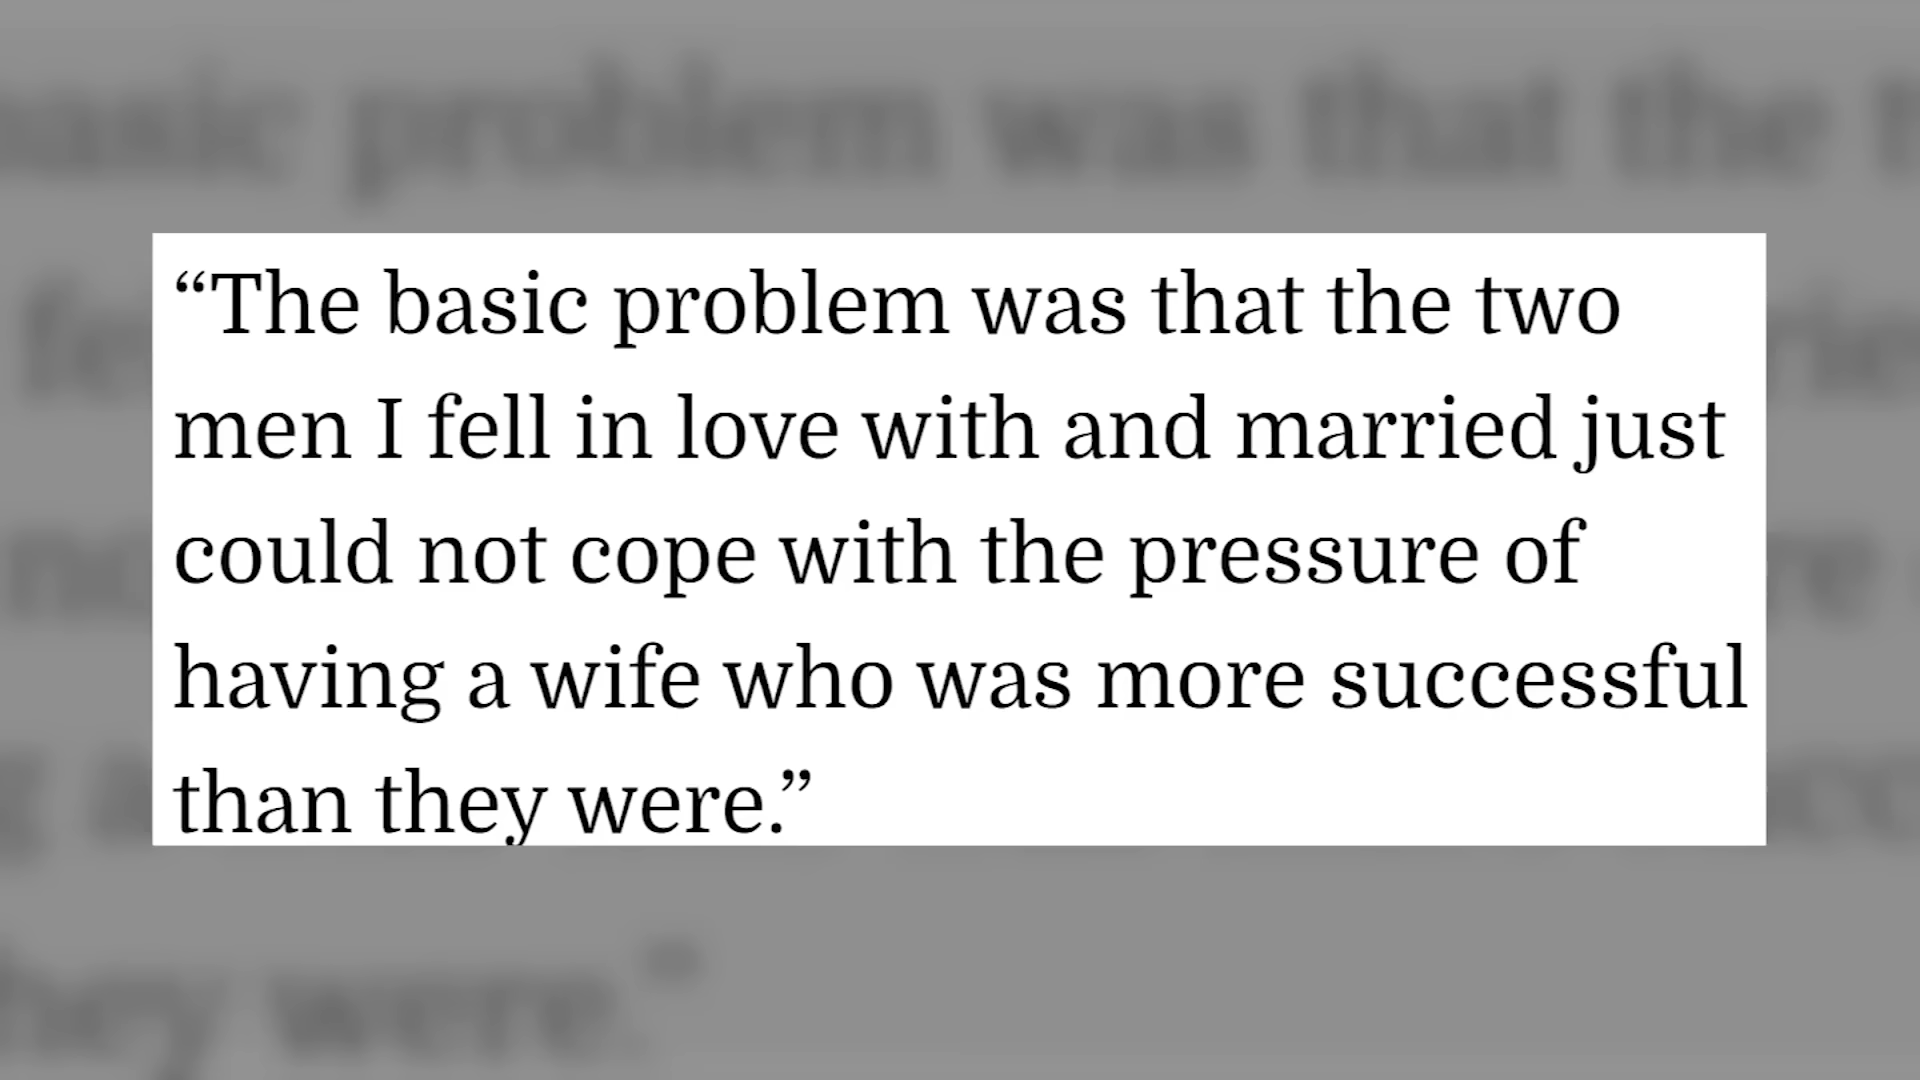 “The basic problem was that the two
men I fell in love with and married just
could not cope with the pressure of
having a wife who was more successful
than they were.”